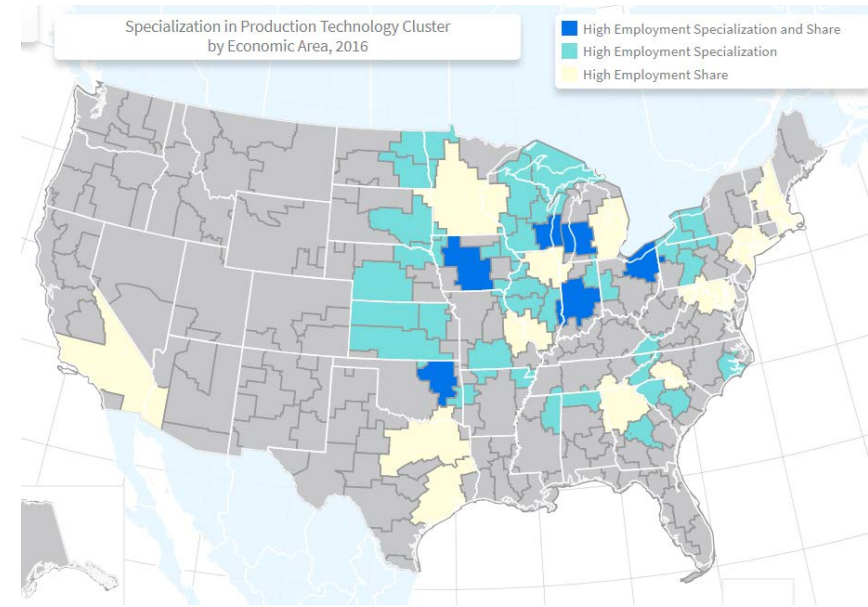 Specialization in Production Technology Cluster
by Economic Area, 2016
High Employment Specialization and Share
High Employment Specialization
High Employment Share